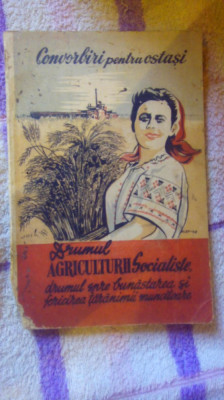 Convorbiri pentru ostași
Drumul
AGRICULTURII Socialiste,
drumul spre bunăstarea și
fericirea țărănimii muncitoare